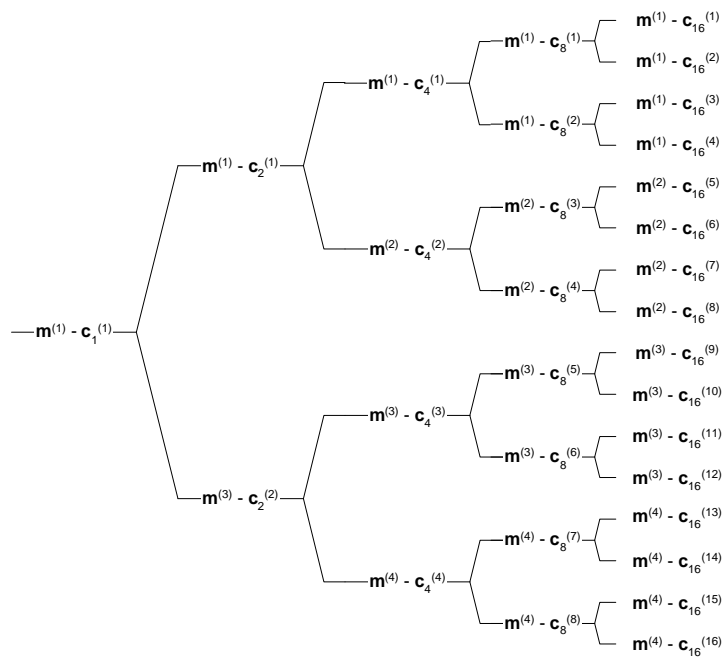 m(1) - c16(1)
m(1) - c8(1)
m(1) - c16(2)
m(1) - c4(1)
m(1) - c16(3)
m(1) - c8(2)
m(1) - c16(4)
m(1) - c2(1)
m(2) - c16(5)
m(2) - c8(3)
m(2) - c16(6)
m(2) - c4(2)
m(2) - c16(7)
m(2) - c8(4)
m(2) - c16(8)
m(1) - c1(1)
m(3) - c16(9)
m(3) - c8(5)
m(3) - c16(10)
m(3) - c4(3)
m(3) - c16(11)
m(3) - c8(6)
m(3) - c16(12)
m(3) - c2(2)
m(4) - c16(13)
m(4) - c8(7)
m(4) - c16(14)
m(4) - c4(4)
m(4) - c16(15)
m(4) - c8(8)
m(4) - c16(16)